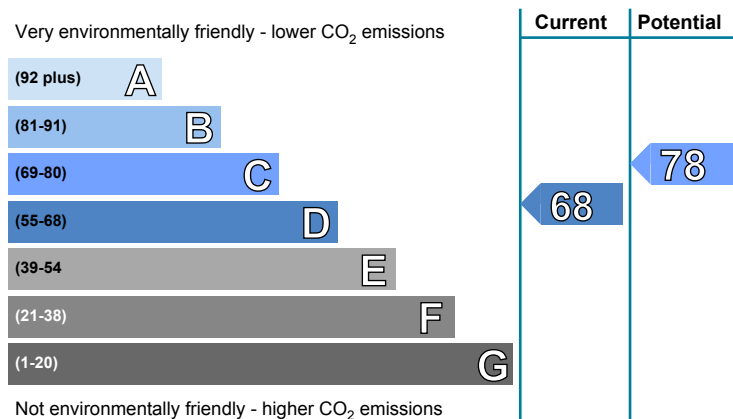 Very environmentally friendly - lower CO2 emissions
Current
Potential
(92 plus) A
(81-91) B
(69-80) C
(55-68) D
(39-54 E
(21-38) F
(1-20) G
78
68
Not environmentally friendly - higher CO2 emissions